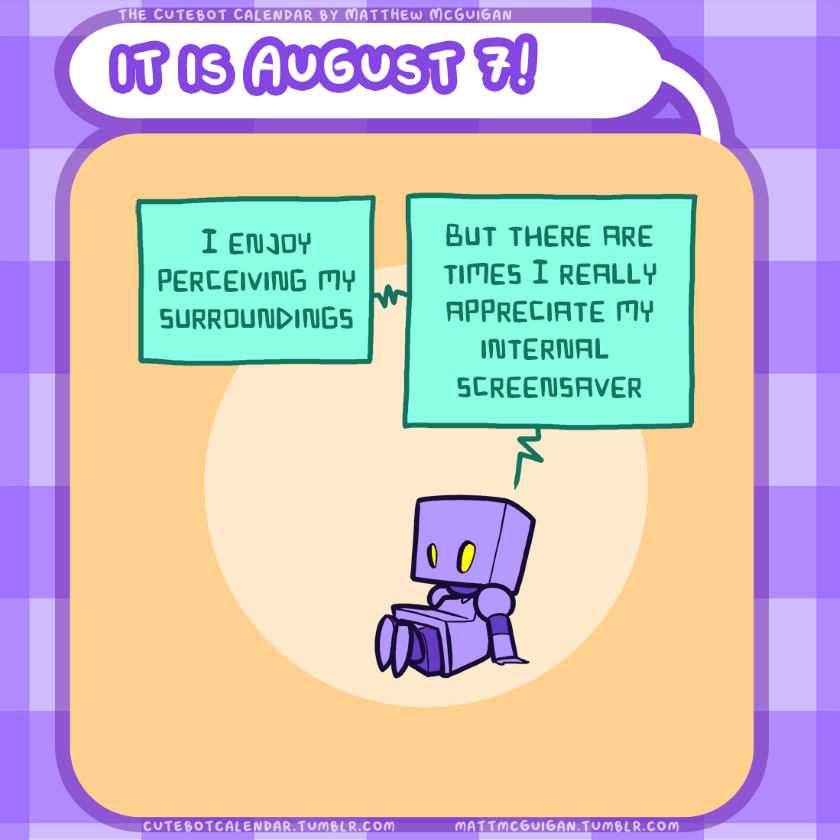 The Cutebot Calendar by Matthew McGuigan
IT IS AUGUST 7!
I ENJOY
PERCEIVING MY
SURROUNDINGS
BUT THERE ARE
TIMES I REALLY
APPRECIATE MY
INTERNAL
SCREENSAVER
CUTEBOTCALENDAR.TUMBLR.COM
MATTMCGUIGAN.TUMBLR.COM